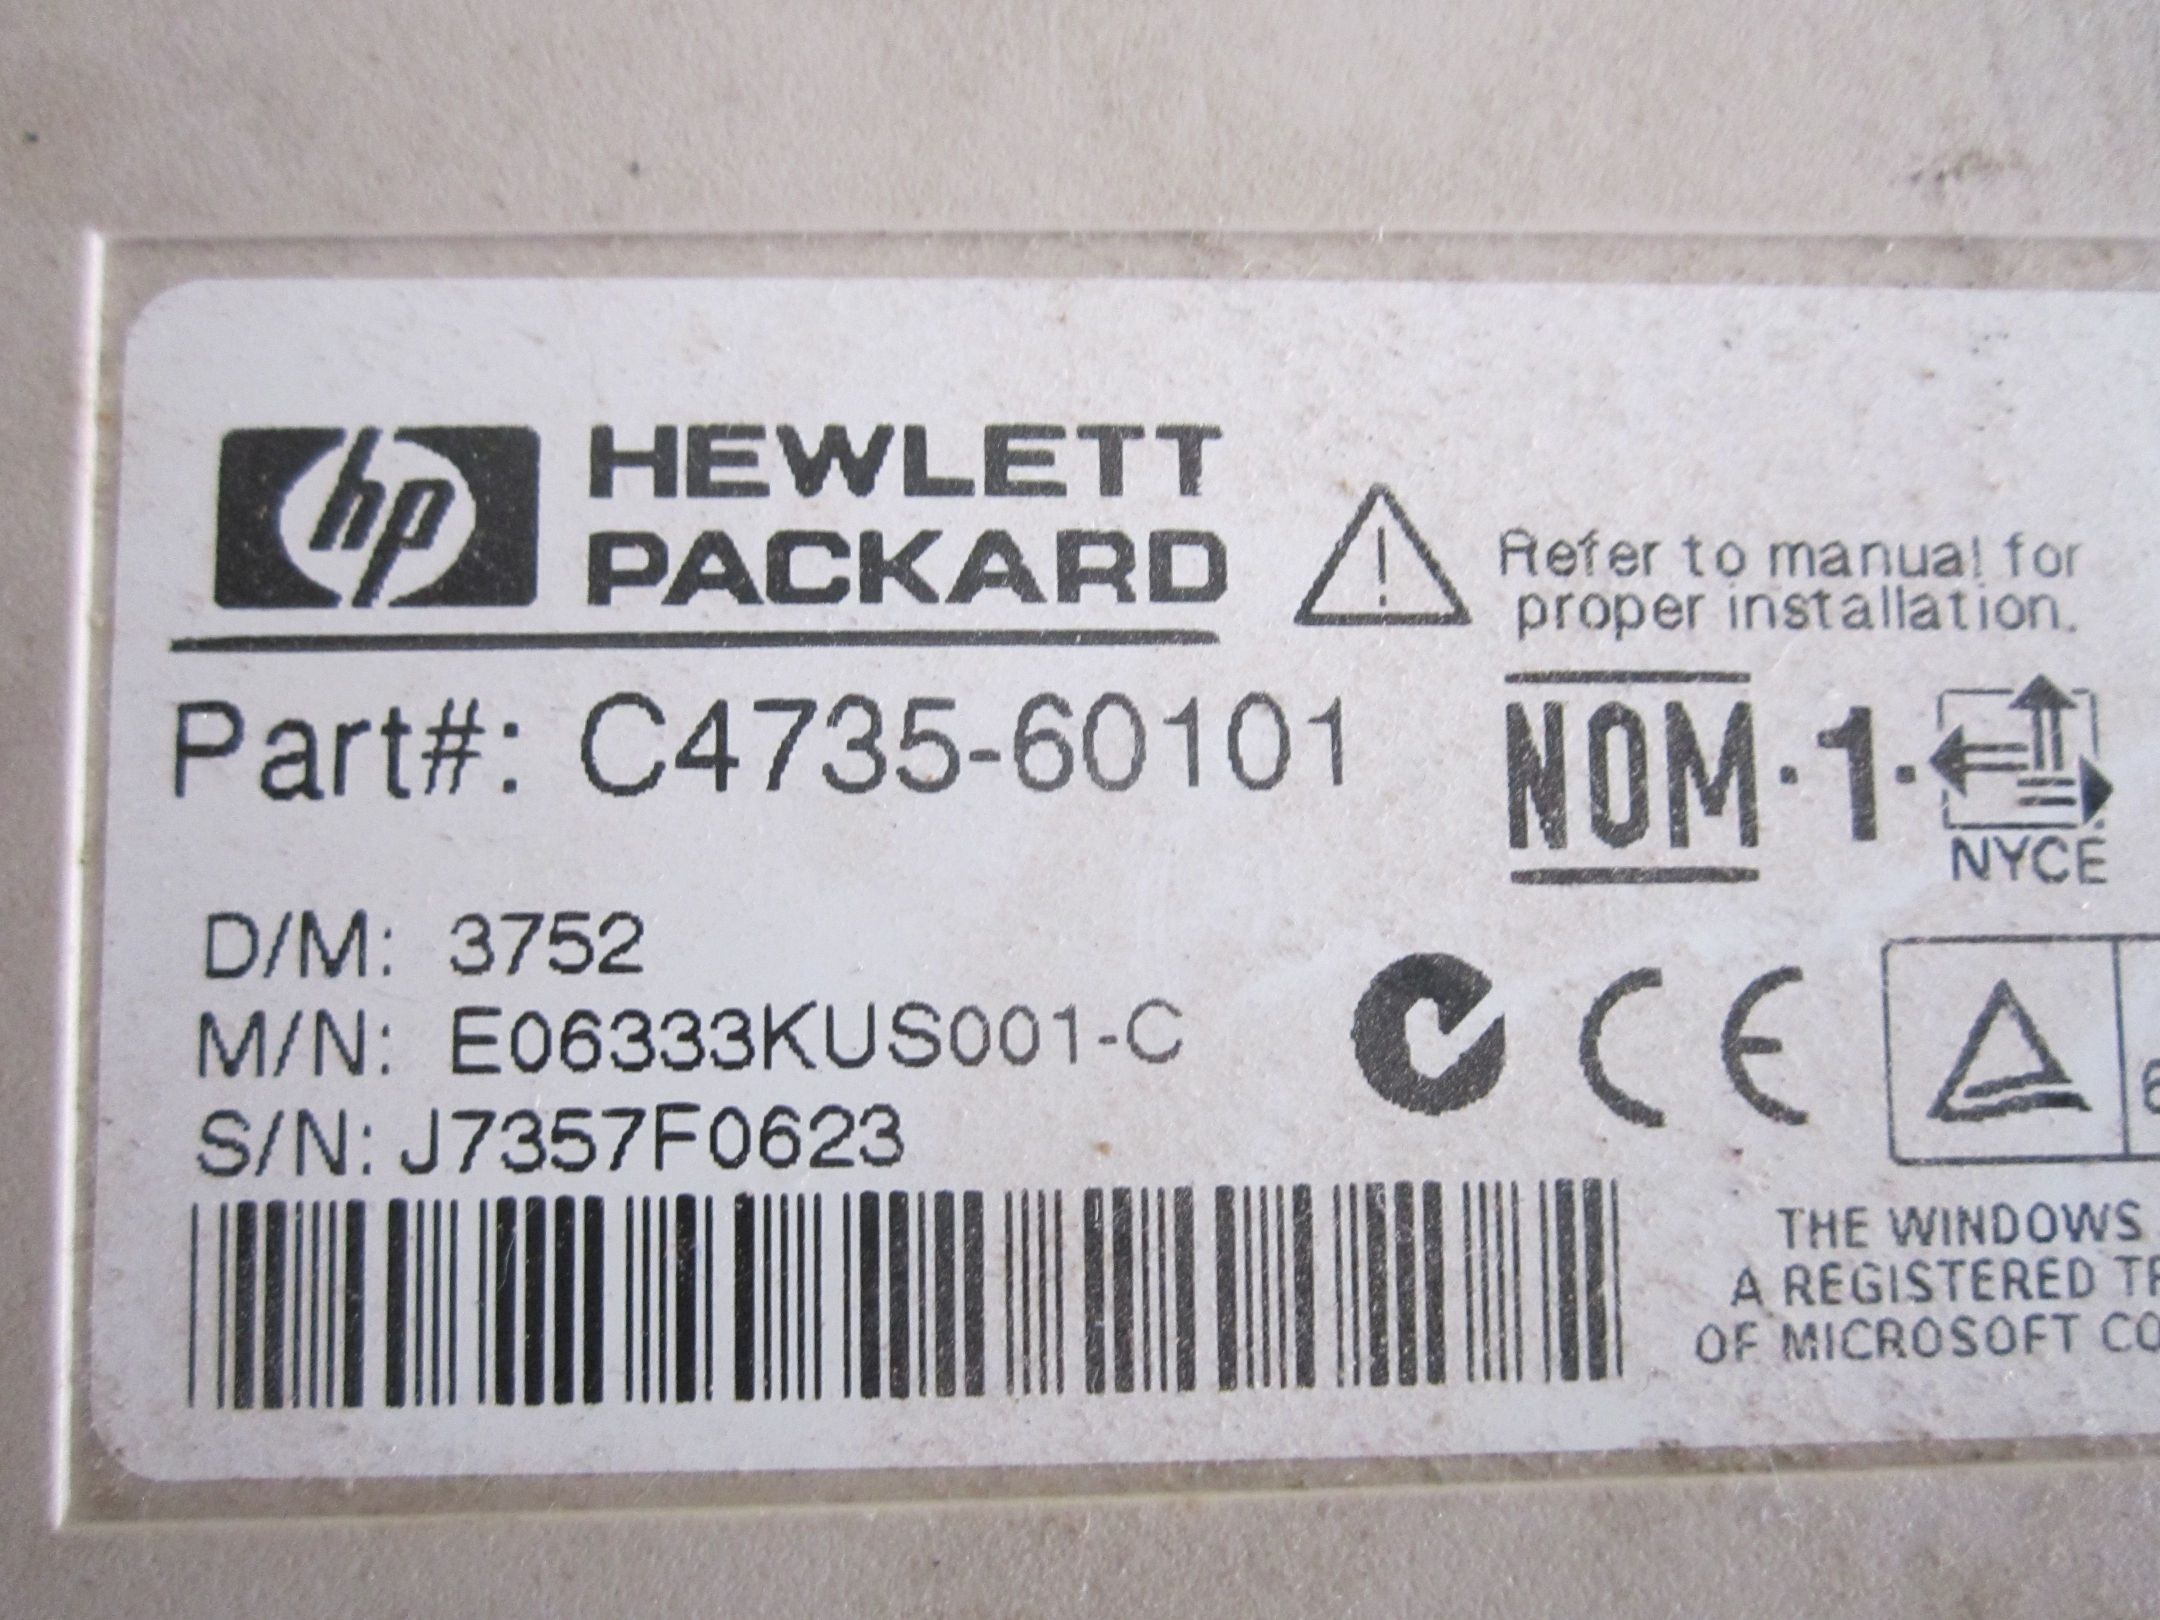 hp HEWLETT
PACKARD
Refer to manual for
proper installation.
Part#: C4735-60101
NOM·1·
NYCE
D/M: 3752
M/N: E06333KUS001-C
S/N: J7357F0623
CE
THE WINDOWS
A REGISTERED
OF MICROSOFT